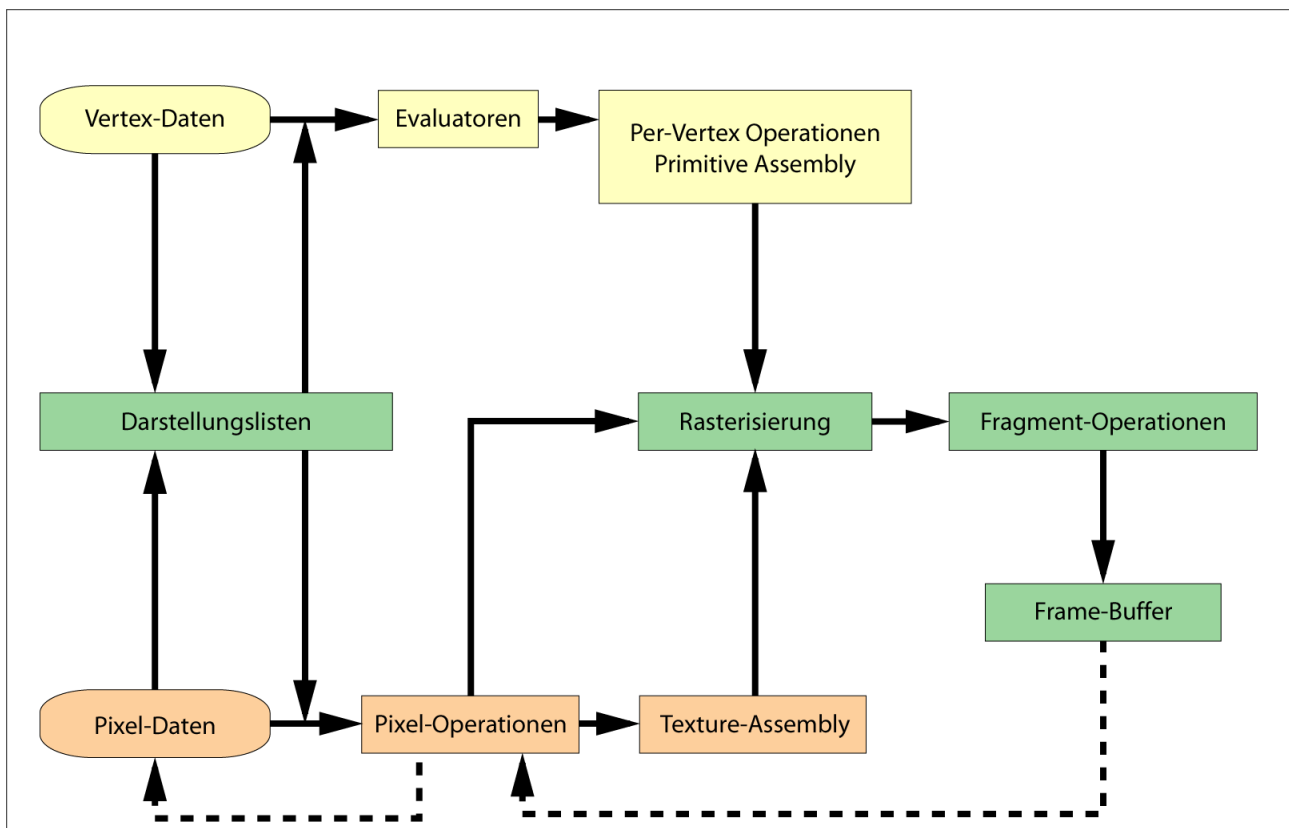 Vertex-Daten
Evaluatoren
Per-Vertex Operationen
Primitive Assembly
Darstellungslisten
Rasterisierung
Fragment-Operationen
Frame-Buffer
Pixel-Daten
Pixel-Operationen
Texture-Assembly